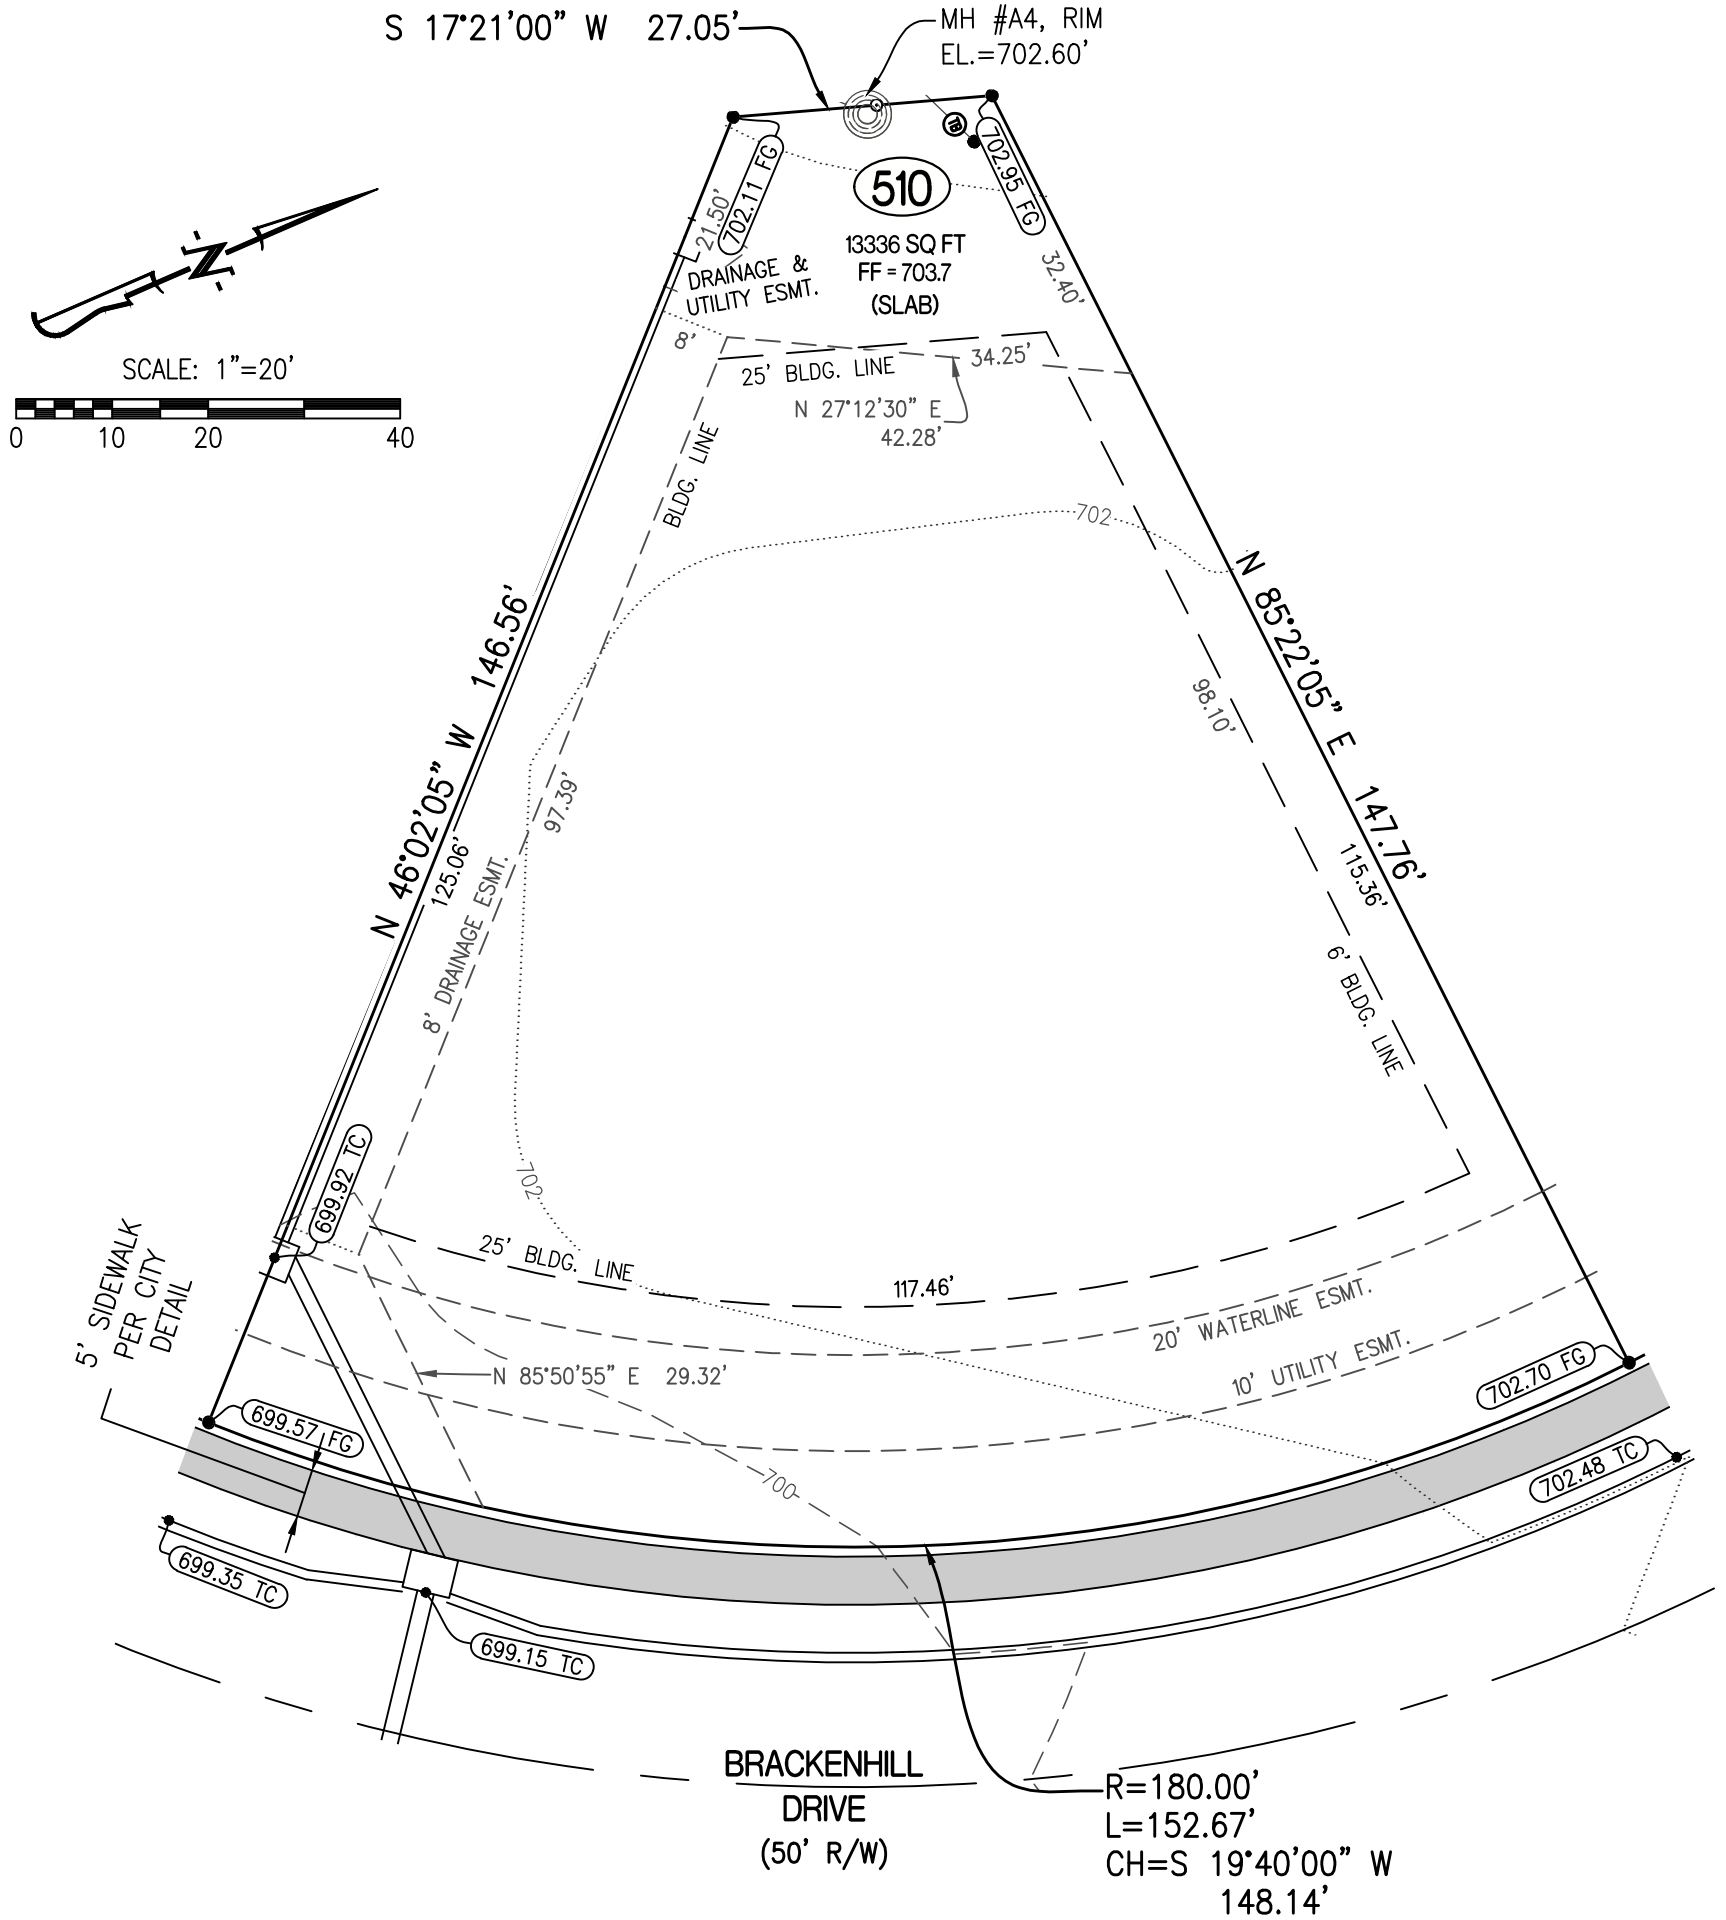 S 17°21'00" W 27.05'
MH #A4, RIM
EL.=702.60'
702.11 FG
TB
702.95 FG
510
13336 SQ FT
FF = 703.7
(SLAB)
21.50'
DRAINAGE &
UTILITY ESMT.
32.40'
N
SCALE: 1"=20'
0 10 20 40
8'
25' BLDG. LINE
34.25'
N 27°12'30" E
42.28'
BLDG. LINE
702
N 46°02'05" W 146.56'
125.06'
97.39'
8' DRAINAGE ESMT.
N 85°22'05" E 147.76'
115.36'
98.10'
6' BLDG. LINE
699.92 TC
702
25' BLDG. LINE
117.46'
20' WATERLINE ESMT.
10' UTILITY ESMT.
5' SIDEWALK
PER CITY
DETAIL
N 85°50'55" E 29.32'
699.57 FG
702.70 FG
702.48 TC
700
699.35 TC
699.15 TC
BRACKENHILL
DRIVE
(50' R/W)
R=180.00'
L=152.67'
CH=S 19°40'00" W
148.14'